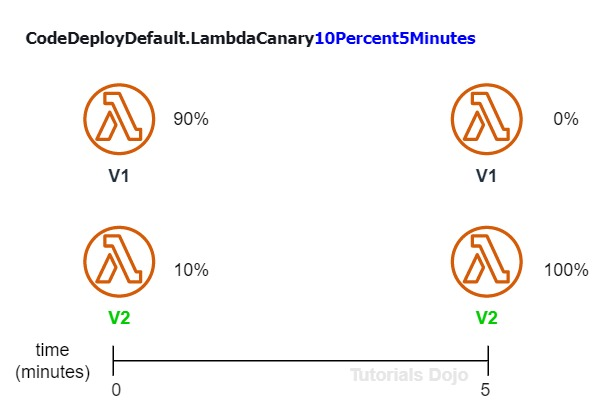 CodeDeployDefault.LambdaCanary10Percent5Minutes
90%
0%
V1
V1
10%
100%
V2
V2
time
(minutes)
Tutorials Dojo
0
5